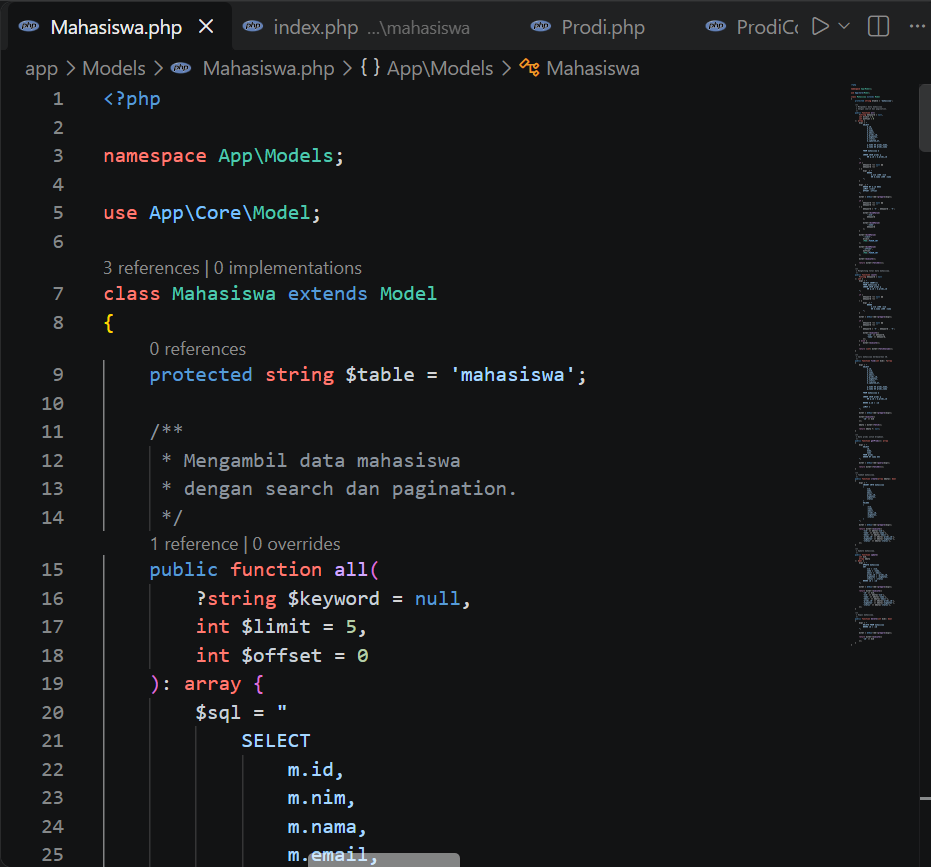 Mahasiswa.php index.php ...\mahasiswa Prodi.php ProdiCo
app > Models > Mahasiswa.php > { } App\Models > Mahasiswa
1 <?php
2
3 namespace App\Models;
4
5 use App\Core\Model;
6
3 references | 0 implementations
7 class Mahasiswa extends Model
8 {
0 references
9 protected string $table = 'mahasiswa';
10
11 /**
12 * Mengambil data mahasiswa
13 * dengan search dan pagination.
14 */
1 reference | 0 overrides
15 public function all(
16 ?string $keyword = null,
17 int $limit = 5,
18 int $offset = 0
19 ): array {
20 $sql = "
21 SELECT
22 m.id,
23 m.nim,
24 m.nama,
25 m.email,